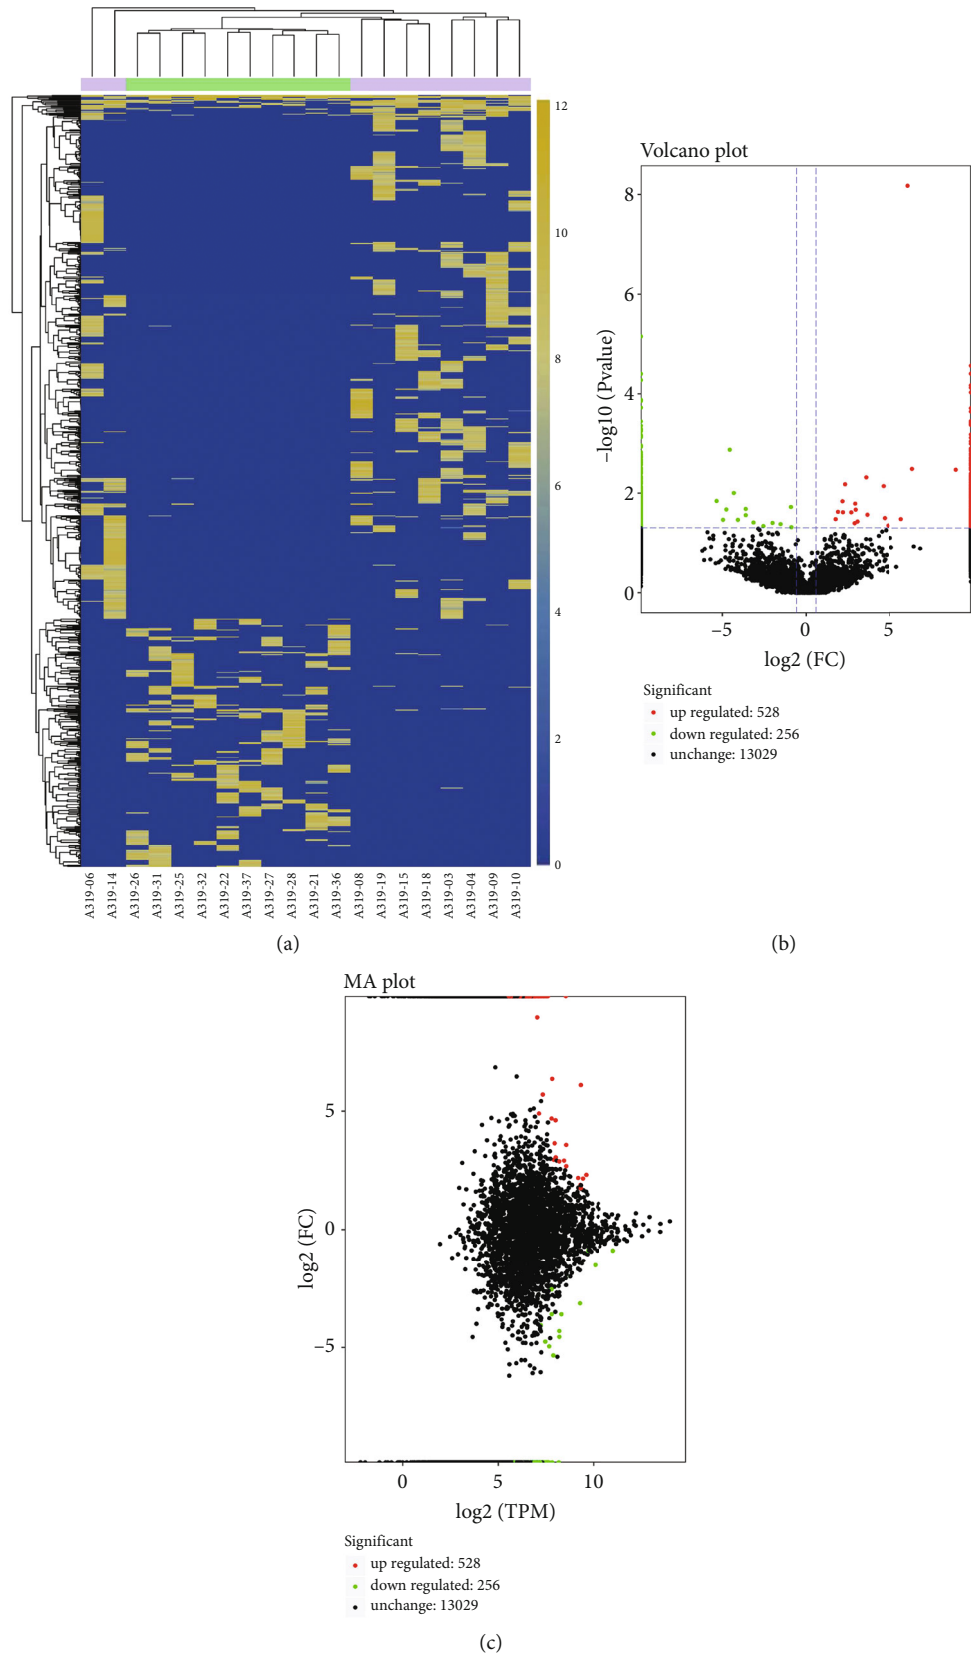 12
10
8
6
4
2
0
A319-06
A319-14
A319-26
A319-31
A319-25
A319-32
A319-22
A319-37
A319-27
A319-28
A319-21
A319-36
A319-08
A319-19
A319-15
A319-18
A319-03
A319-04
A319-09
A319-10
(a)
Volcano plot
8
6
4
2
0
−log10 (Pvalue)
−5 0 5
log2 (FC)
Significant
up regulated: 528
down regulated: 256
unchange: 13029
(b)
MA plot
5
0
−5
log2 (FC)
0 5 10
log2 (TPM)
Significant
up regulated: 528
down regulated: 256
unchange: 13029
(c)